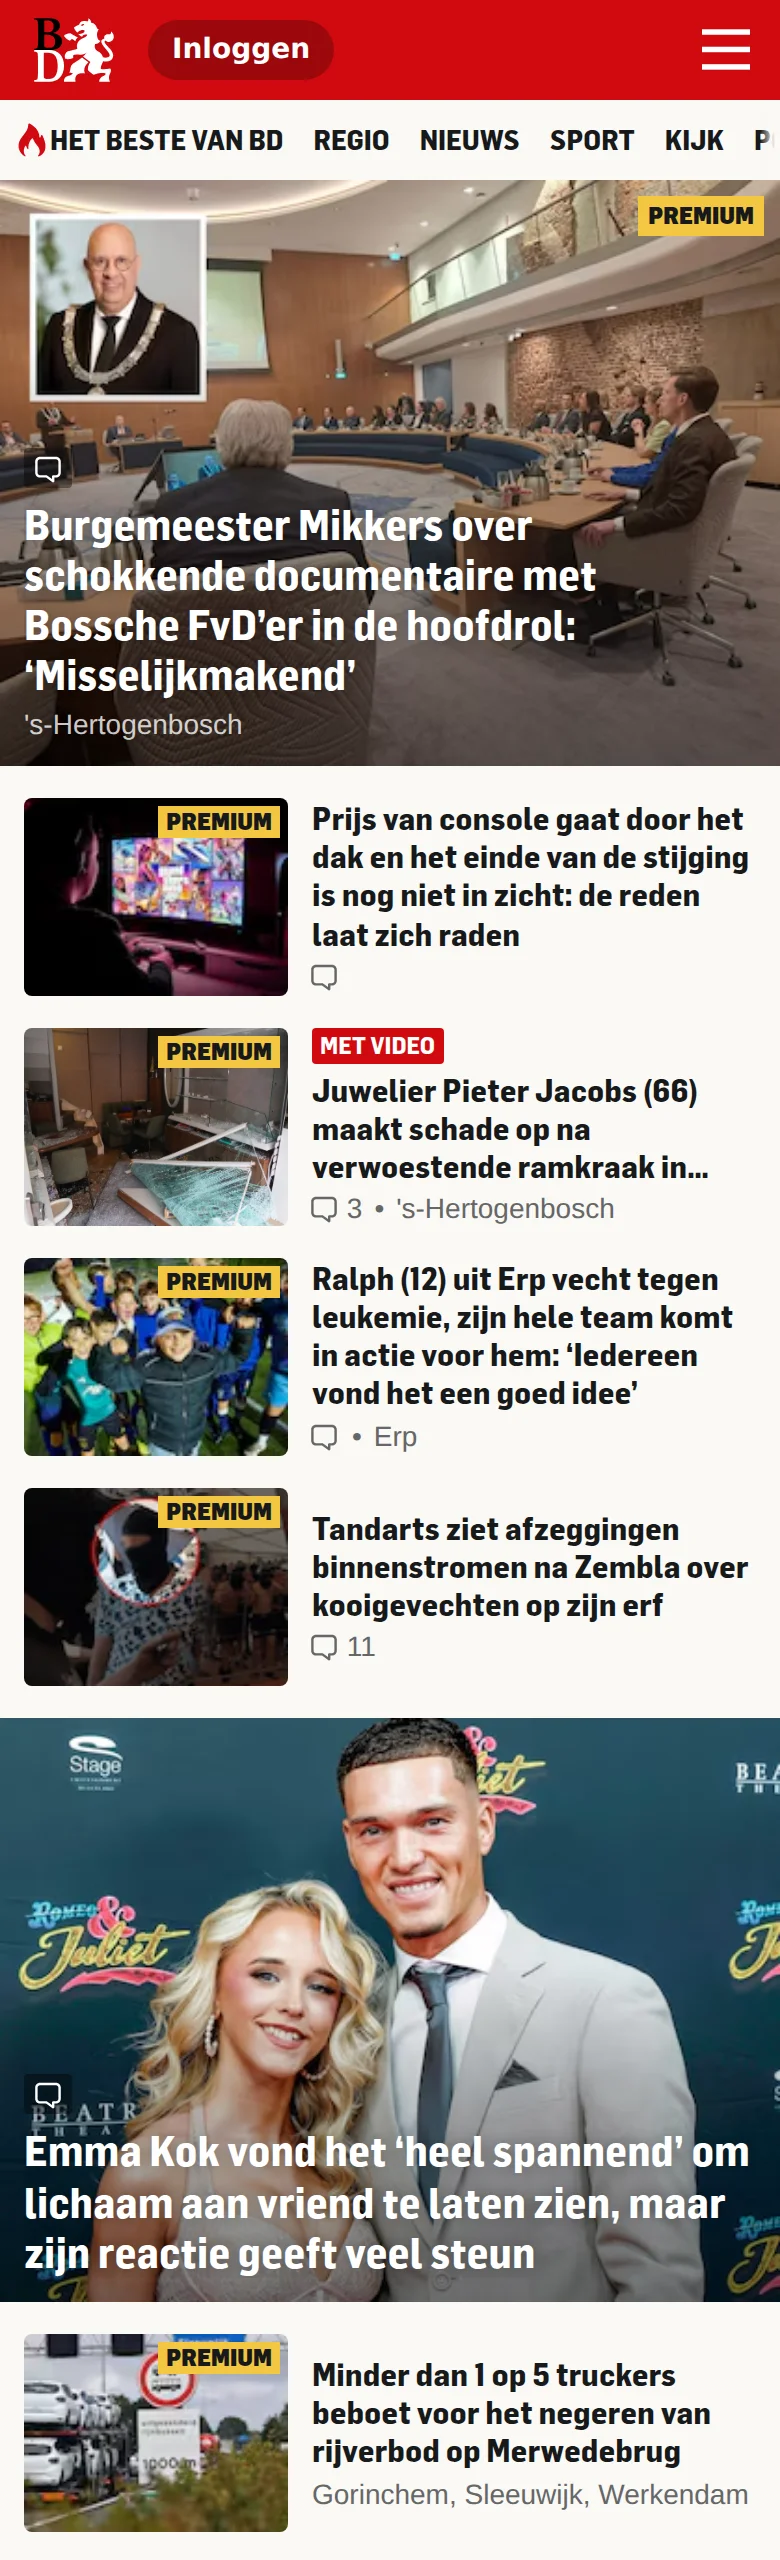 BD
Inloggen
HET BESTE VAN BD REGIO NIEUWS SPORT KIJK
PREMIUM
Burgemeester Mikkers over
schokkende documentaire met
Bossche FvD’er in de hoofdrol:
‘Misselijkmakend’
's-Hertogenbosch
PREMIUM
Prijs van console gaat door het
dak en het einde van de stijging
is nog niet in zicht: de reden
laat zich raden
PREMIUM
MET VIDEO
Juwelier Pieter Jacobs (66)
maakt schade op na
verwoestende ramkraak in...
3 • 's-Hertogenbosch
PREMIUM
Ralph (12) uit Erp vecht tegen
leukemie, zijn hele team komt
in actie voor hem: ‘Iedereen
vond het een goed idee’
• Erp
PREMIUM
Tandarts ziet afzeggingen
binnenstromen na Zembla over
kooigevechten op zijn erf
11
Stage
Romeo
&
Juliet
BEATR
Emma Kok vond het ‘heel spannend’ om
lichaam aan vriend te laten zien, maar
zijn reactie geeft veel steun
PREMIUM
Minder dan 1 op 5 truckers
beboet voor het negeren van
rijverbod op Merwedebrug
Gorinchem, Sleeuwijk, Werkendam